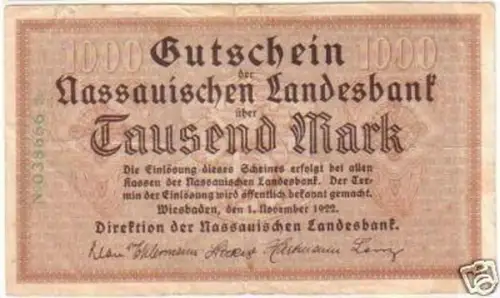 1000 Gutschein 1000
der
Nassauischen Landesbank
über
Tausend Mark
Die Einlösung dieses Scheines erfolgt bei allen
Kassen der Nassauischen Landesbank. Der Ter-
min der Einlösung wird öffentlich bekannt gemacht.
Wiesbaden, den 1. November 1922.
Direktion der Nassauischen Landesbank.